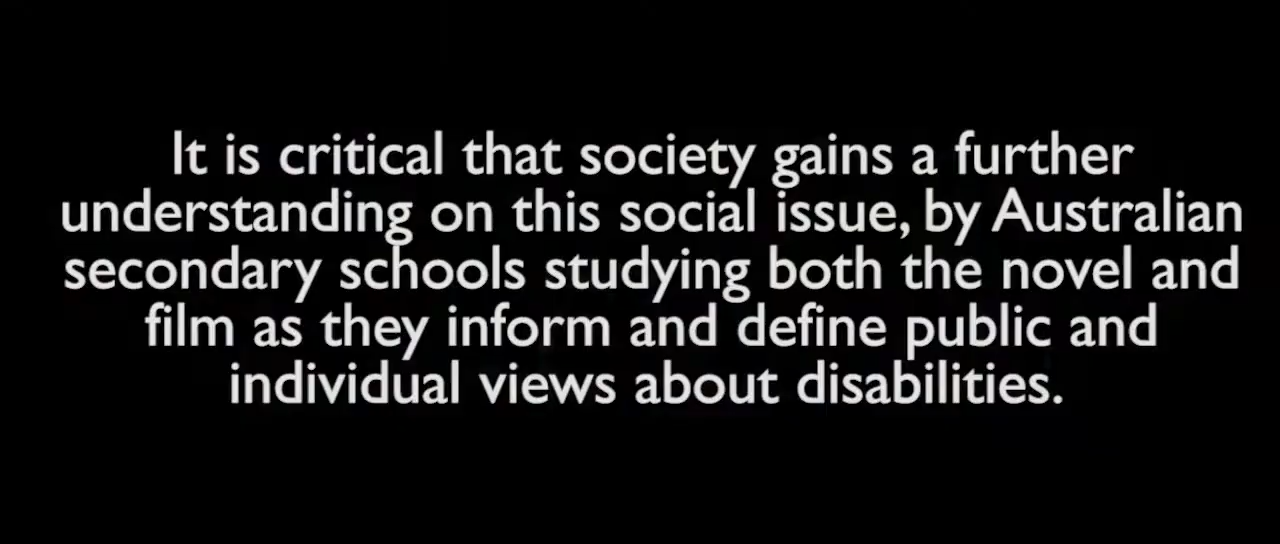 It is critical that society gains a further
understanding on this social issue, by Australian
secondary schools studying both the novel and
film as they inform and define public and
individual views about disabilities.